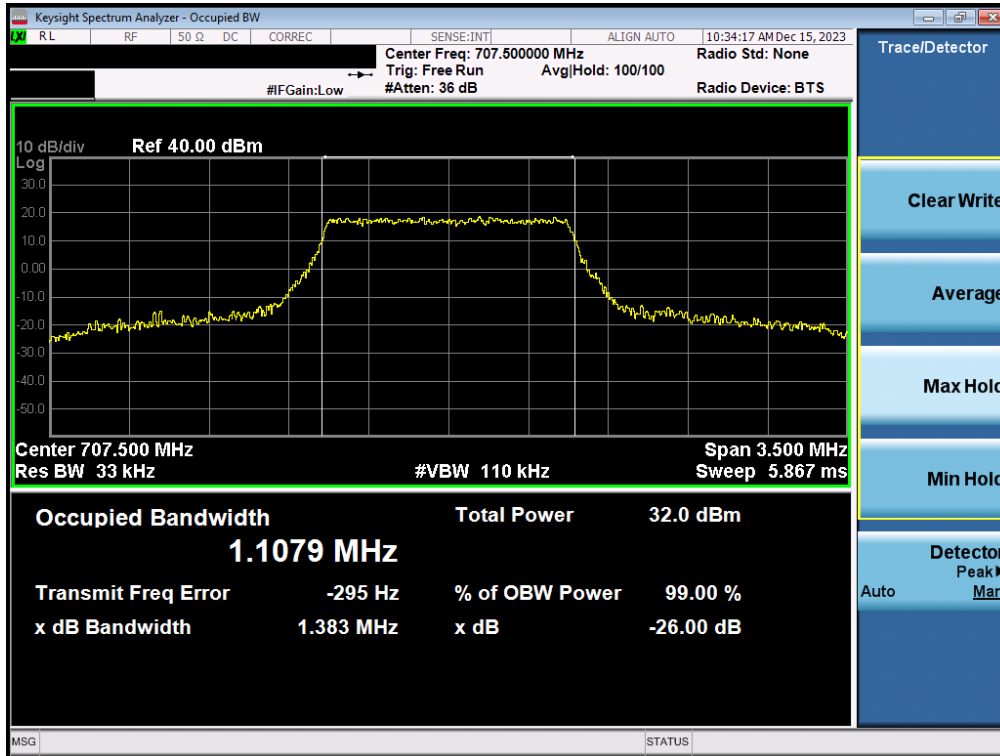 Keysight Spectrum Analyzer - Occupied BW
LXI RL RF 50 Ω DC CORREC SENSE:INT ALIGN AUTO 10:34:17 AM Dec 15, 2023
Center Freq: 707.500000 MHz Radio Std: None
Trig: Free Run Avg|Hold: 100/100
#IFGain:Low #Atten: 36 dB Radio Device: BTS
Trace/Detector
10 dB/div Ref 40.00 dBm
Log
30.0
20.0
10.0
0.00
-10.0
-20.0
-30.0
-40.0
-50.0
Center 707.500 MHz Span 3.500 MHz
Res BW 33 kHz #VBW 110 kHz Sweep 5.867 ms
Clear Write
Average
Max Hold
Min Hold
Detector
Peak
Auto Man
Occupied Bandwidth Total Power 32.0 dBm
1.1079 MHz
Transmit Freq Error -295 Hz % of OBW Power 99.00 %
x dB Bandwidth 1.383 MHz x dB -26.00 dB
MSG STATUS